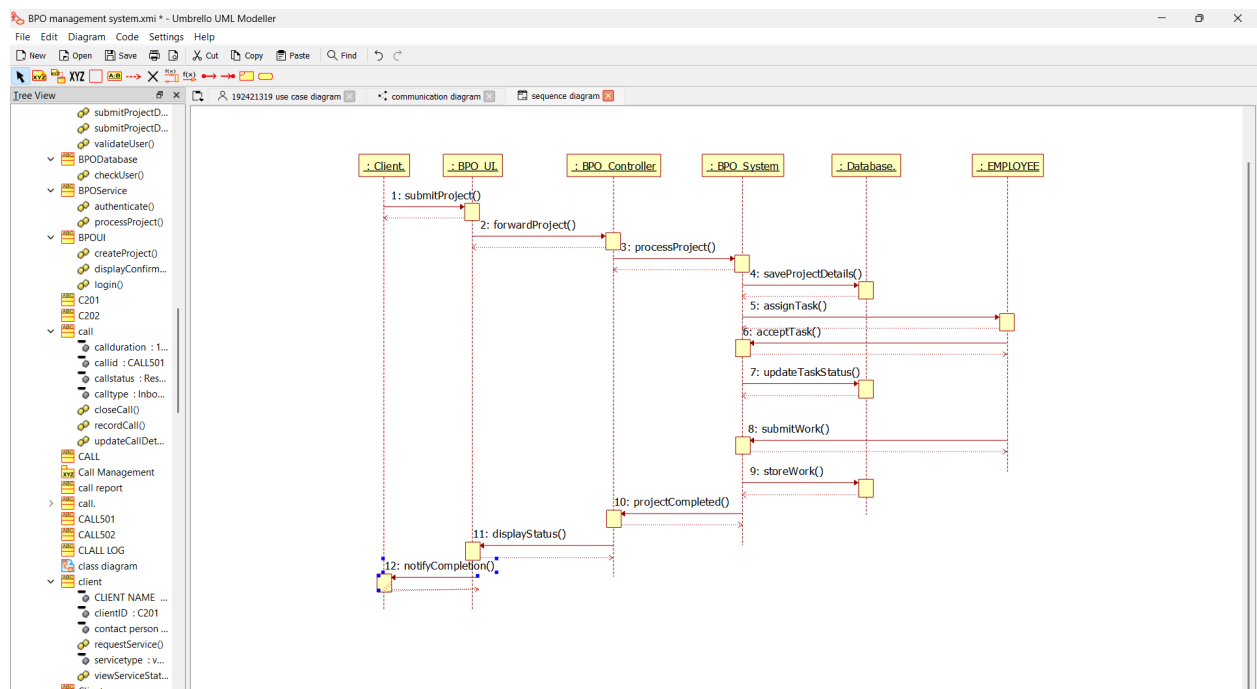 BPO management system.xmi * - Umbrello UML Modeller
File Edit Diagram Code Settings Help
New Open Save Cut Copy Paste Find
XYZ XYZ A:B f(x) f(x)
Tree View
192421319 use case diagram communication diagram sequence diagram
submitProjectD...
submitProjectD...
validateUser()
BPODatabase
checkUser()
BPOService
authenticate()
processProject()
BPOUI
createProject()
displayConfirm...
login()
C201
C202
call
callduration : 1...
callid : CALL501
callstatus : Res...
calltype : Inbo...
closeCall()
recordCall()
updateCallDet...
CALL
Call Management
call report
call.
CALL501
CALL502
CLALL LOG
class diagram
client
CLIENT NAME ...
clientID : C201
contact person ...
requestService()
servicetype : v...
viewServiceStat...
: Client. : BPO_UI. : BPO_Controller : BPO_System : Database. : EMPLOYEE
1: submitProject()
2: forwardProject()
3: processProject()
4: saveProjectDetails()
5: assignTask()
6: acceptTask()
7: updateTaskStatus()
8: submitWork()
9: storeWork()
10: projectCompleted()
11: displayStatus()
12: notifyCompletion()